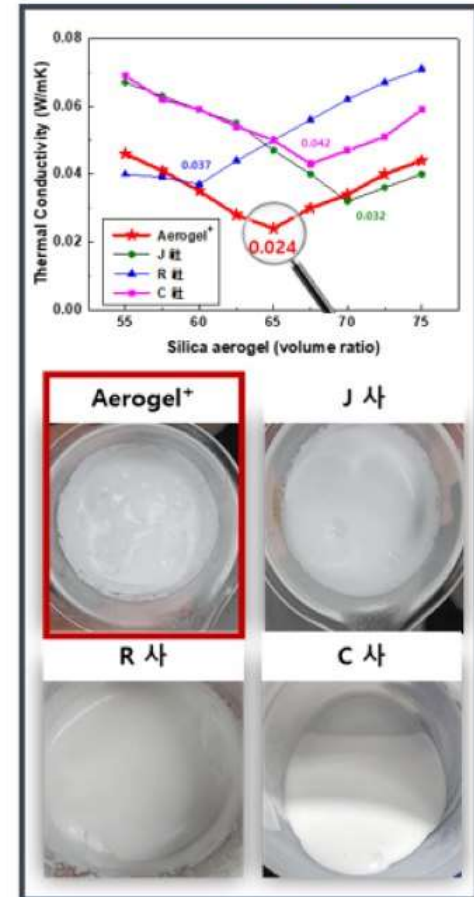 0.08
0.06
0.04
0.02
0.00
Thermal Conductivity (W/mK)
0.037
0.042
0.032
0.024
Aerogel⁺
J 社
R 社
C 社
55 60 65 70 75
Silica aerogel (volume ratio)
Aerogel⁺ J 사
R 사 C 사